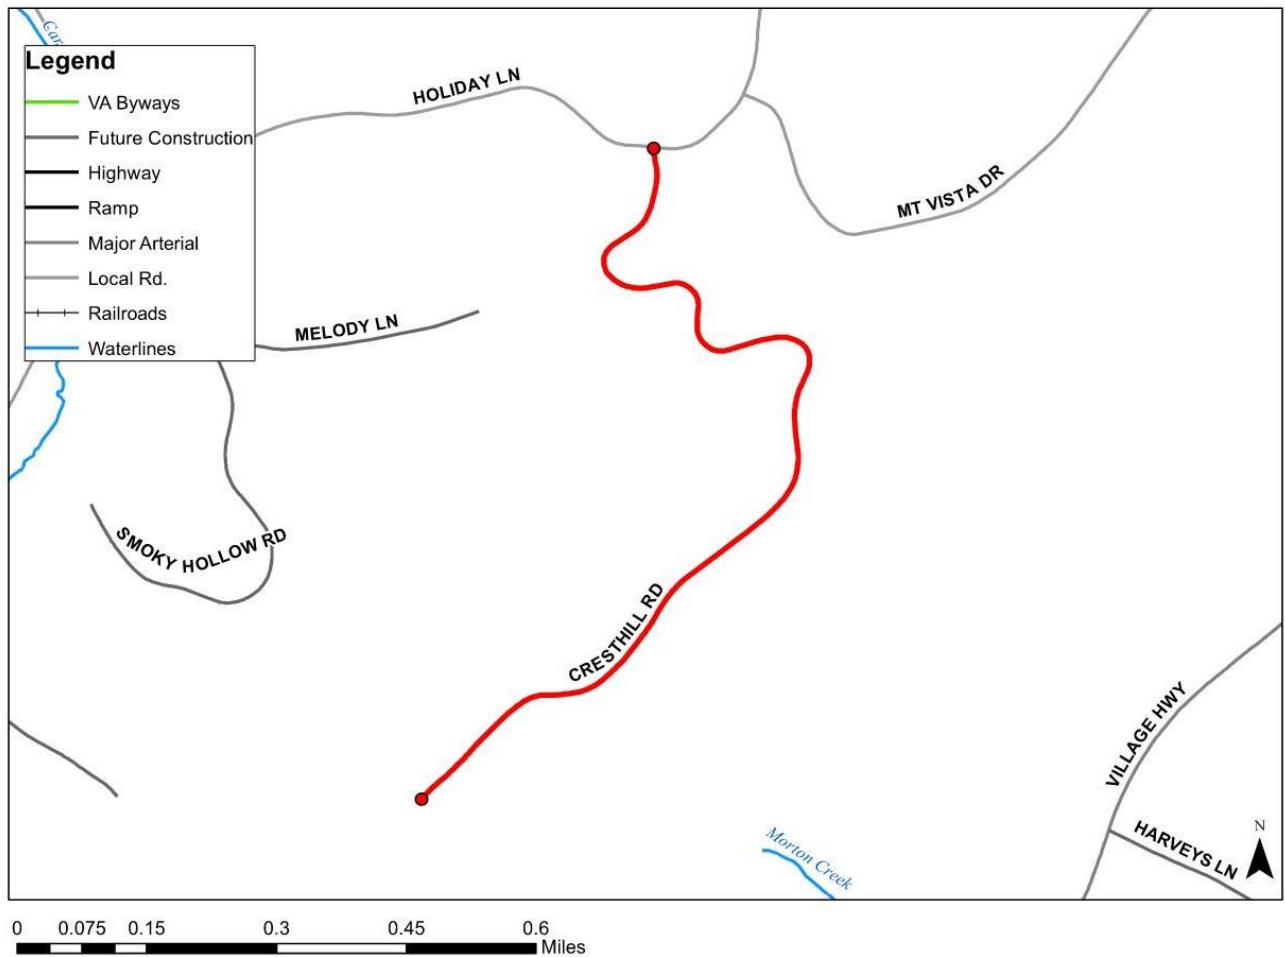 Legend
VA Byways
Future Construction
Highway
Ramp
Major Arterial
Local Rd.
Railroads
Waterlines
HOLIDAY LN
MT VISTA DR
MELODY LN
SMOKY HOLLOW RD
CRESTHILL RD
VILLAGE HWY
HARVEYS LN
Morton Creek
N
0 0.075 0.15 0.3 0.45 0.6
Miles